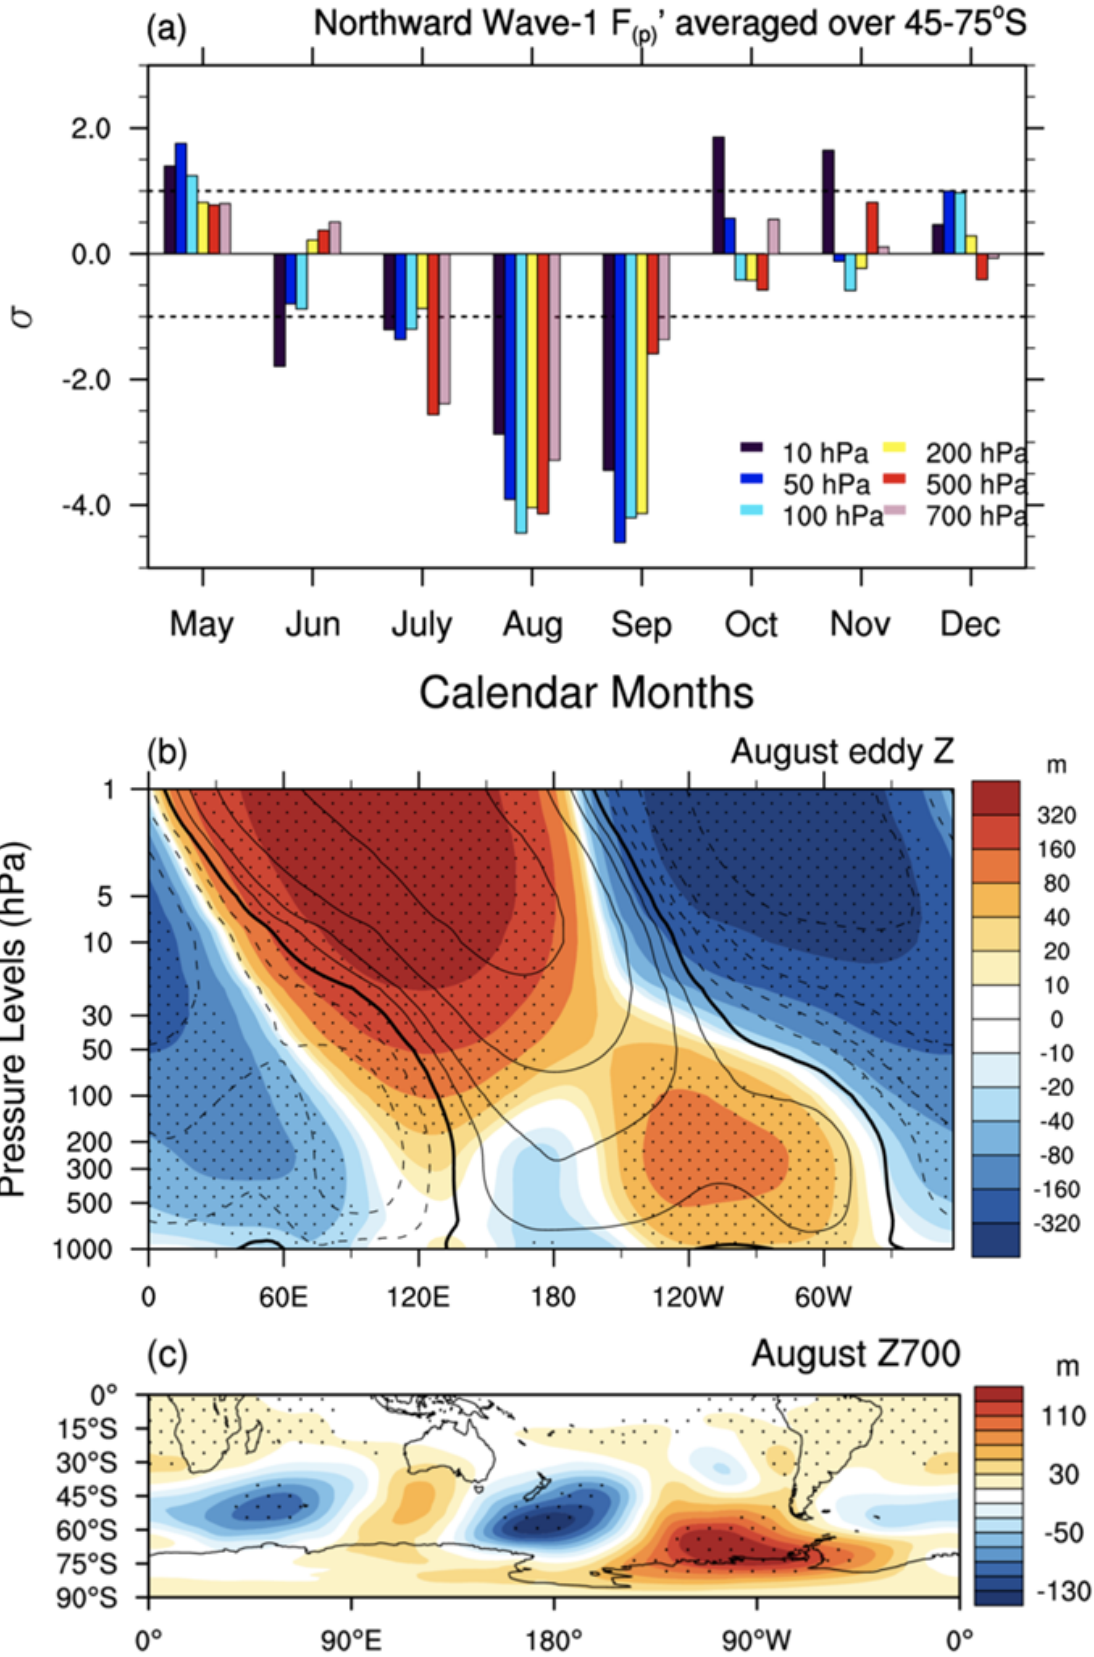 (a) Northward Wave-1 F(p)’ averaged over 45-75°S
2.0
0.0
-2.0
-4.0
σ
10 hPa 200 hPa
50 hPa 500 hPa
100 hPa 700 hPa
May Jun July Aug Sep Oct Nov Dec
Calendar Months
(b) August eddy Z
m
Pressure Levels (hPa)
1
5
10
30
50
100
200
300
500
1000
320
160
80
40
20
10
0
-10
-20
-40
-80
-160
-320
0 60E 120E 180 120W 60W
(c) August Z700
m
0°
15°S
30°S
45°S
60°S
75°S
90°S
110
30
-50
-130
0° 90°E 180° 90°W 0°